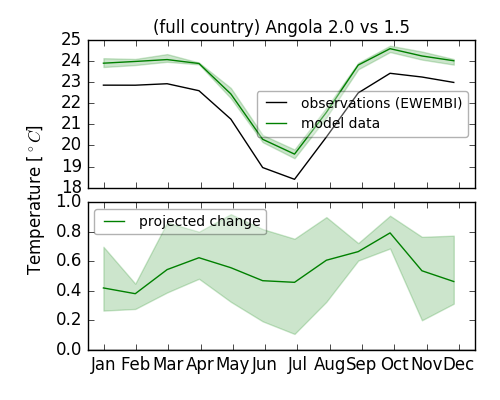 (full country) Angola 2.0 vs 1.5
25
24
23
22
21
20
19
18
observations (EWEMBI)
model data
Temperature [°C]
1.0
0.8
0.6
0.4
0.2
0.0
projected change
Jan Feb Mar Apr May Jun Jul Aug Sep Oct Nov Dec